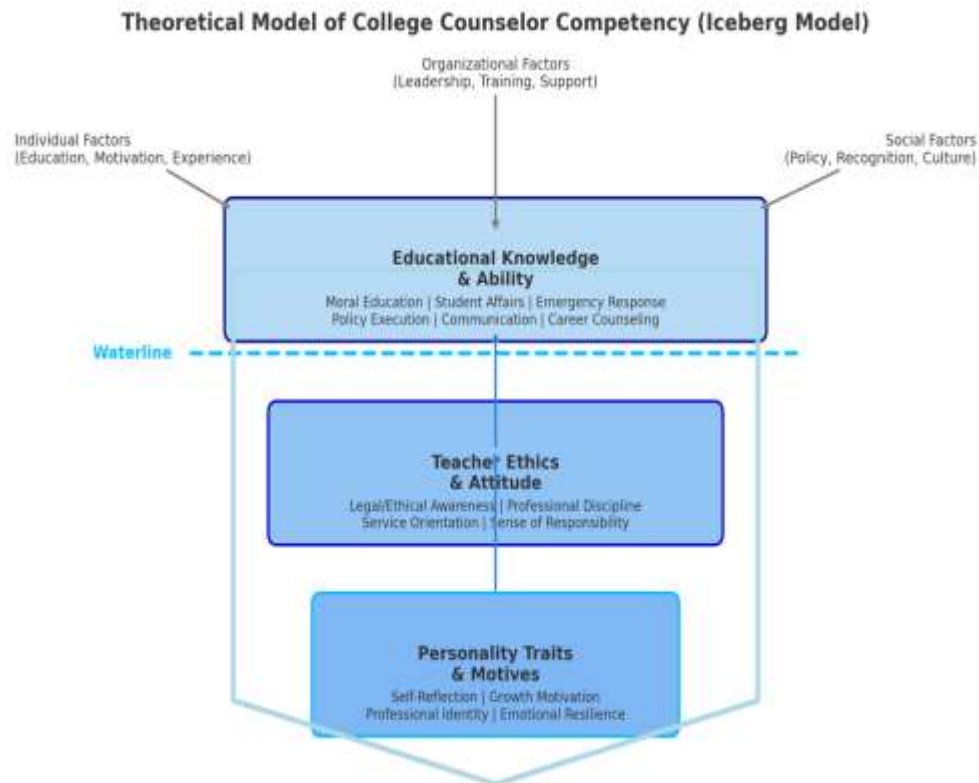 Theoretical Model of College Counselor Competency (Iceberg Model)
Organizational Factors
(Leadership, Training, Support)
Individual Factors
(Education, Motivation, Experience)
Social Factors
(Policy, Recognition, Culture)
Educational Knowledge
& Ability
Moral Education | Student Affairs | Emergency Response
Policy Execution | Communication | Career Counseling
Waterline
Teacher Ethics
& Attitude
Legal/Ethical Awareness | Professional Discipline
Service Orientation | Sense of Responsibility
Personality Traits
& Motives
Self-Reflection | Growth Motivation
Professional Identity | Emotional Resilience